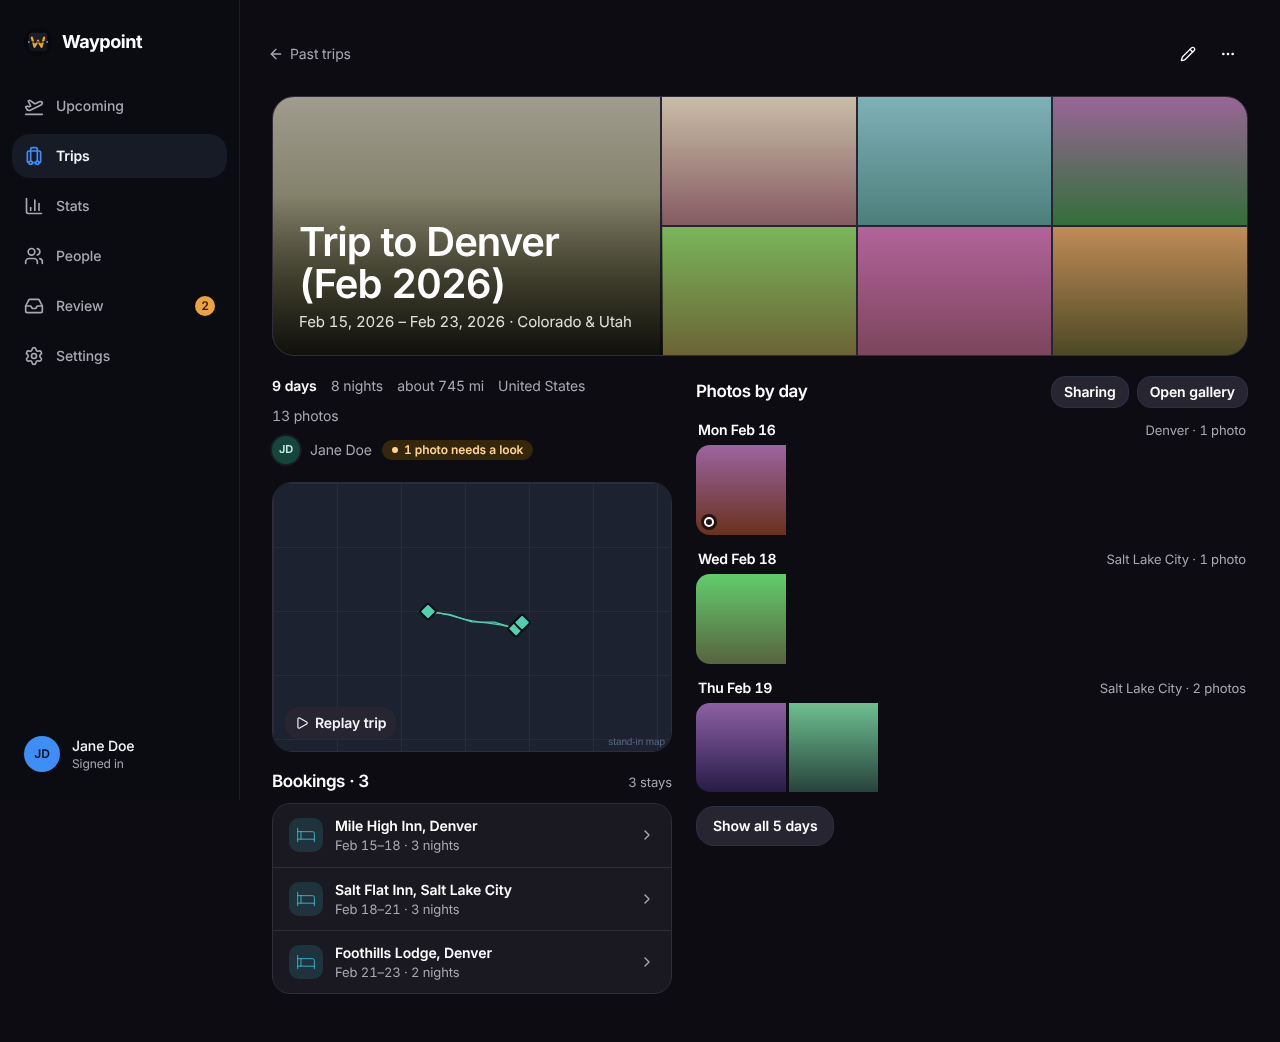 Waypoint
Upcoming
Trips
Stats
People
Review 2
Settings
JD
Jane Doe
Signed in
Past trips
Trip to Denver
(Feb 2026)
Feb 15, 2026 – Feb 23, 2026 · Colorado & Utah
9 days 8 nights about 745 mi United States
13 photos
JD Jane Doe 1 photo needs a look
Replay trip
stand-in map
Bookings · 3 3 stays
Mile High Inn, Denver
Feb 15–18 · 3 nights
Salt Flat Inn, Salt Lake City
Feb 18–21 · 3 nights
Foothills Lodge, Denver
Feb 21–23 · 2 nights
Photos by day Sharing Open gallery
Mon Feb 16 Denver · 1 photo
Wed Feb 18 Salt Lake City · 1 photo
Thu Feb 19 Salt Lake City · 2 photos
Show all 5 days